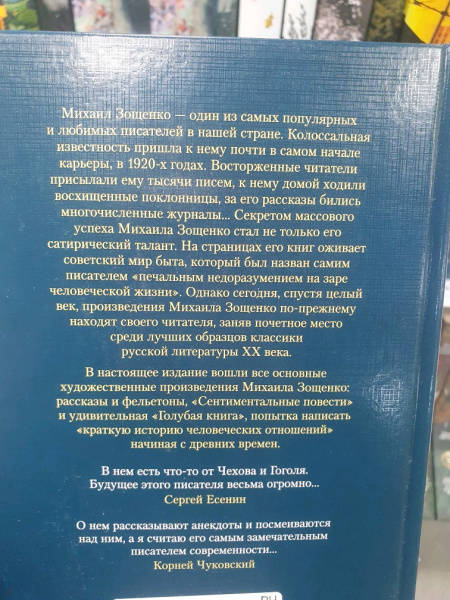 Михаил Зощенко — один из самых популярных
и любимых писателей в нашей стране. Колоссальная
известность пришла к нему почти в самом начале
карьеры, в 1920-х годах. Восторженные читатели
присылали ему тысячи писем, к нему домой ходили
восхищенные поклонницы, за его рассказы бились
многочисленные журналы... Секретом массового
успеха Михаила Зощенко стал не только его
сатирический талант. На страницах его книг оживает
советский мир быта, который был назван самим
писателем «печальным недоразумением на заре
человеческой жизни». Однако сегодня, спустя целый
век, произведения Михаила Зощенко по-прежнему
находят своего читателя, заняв почетное место
среди лучших образцов классики
русской литературы XX века.
В настоящее издание вошли все основные
художественные произведения Михаила Зощенко:
рассказы и фельетоны, «Сентиментальные повести»
и удивительная «Голубая книга», попытка написать
«краткую историю человеческих отношений»
начиная с древних времен.
В нем есть что-то от Чехова и Гоголя.
Будущее этого писателя весьма огромно...
Сергей Есенин
О нем рассказывают анекдоты и посмеиваются
над ним, а я считаю его самым замечательным
писателем современности...
Корней Чуковский